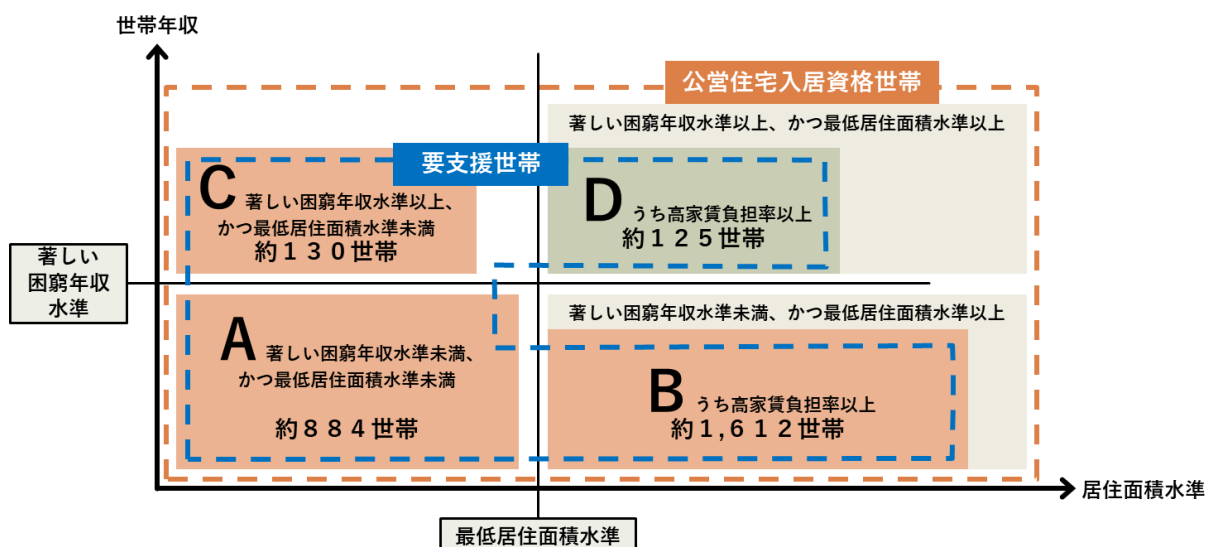 世帯年収
公営住宅入居資格世帯
著しい困窮年収水準以上、かつ最低居住面積水準以上
要支援世帯
C 著しい困窮年収水準以上、
かつ最低居住面積水準未満
約１３０世帯
D うち高家賃負担率以上
約１２５世帯
著しい
困窮年収
水準
著しい困窮年収水準未満、かつ最低居住面積水準以上
A 著しい困窮年収水準未満、
かつ最低居住面積水準未満
約８８４世帯
B うち高家賃負担率以上
約１,６１２世帯
居住面積水準
最低居住面積水準